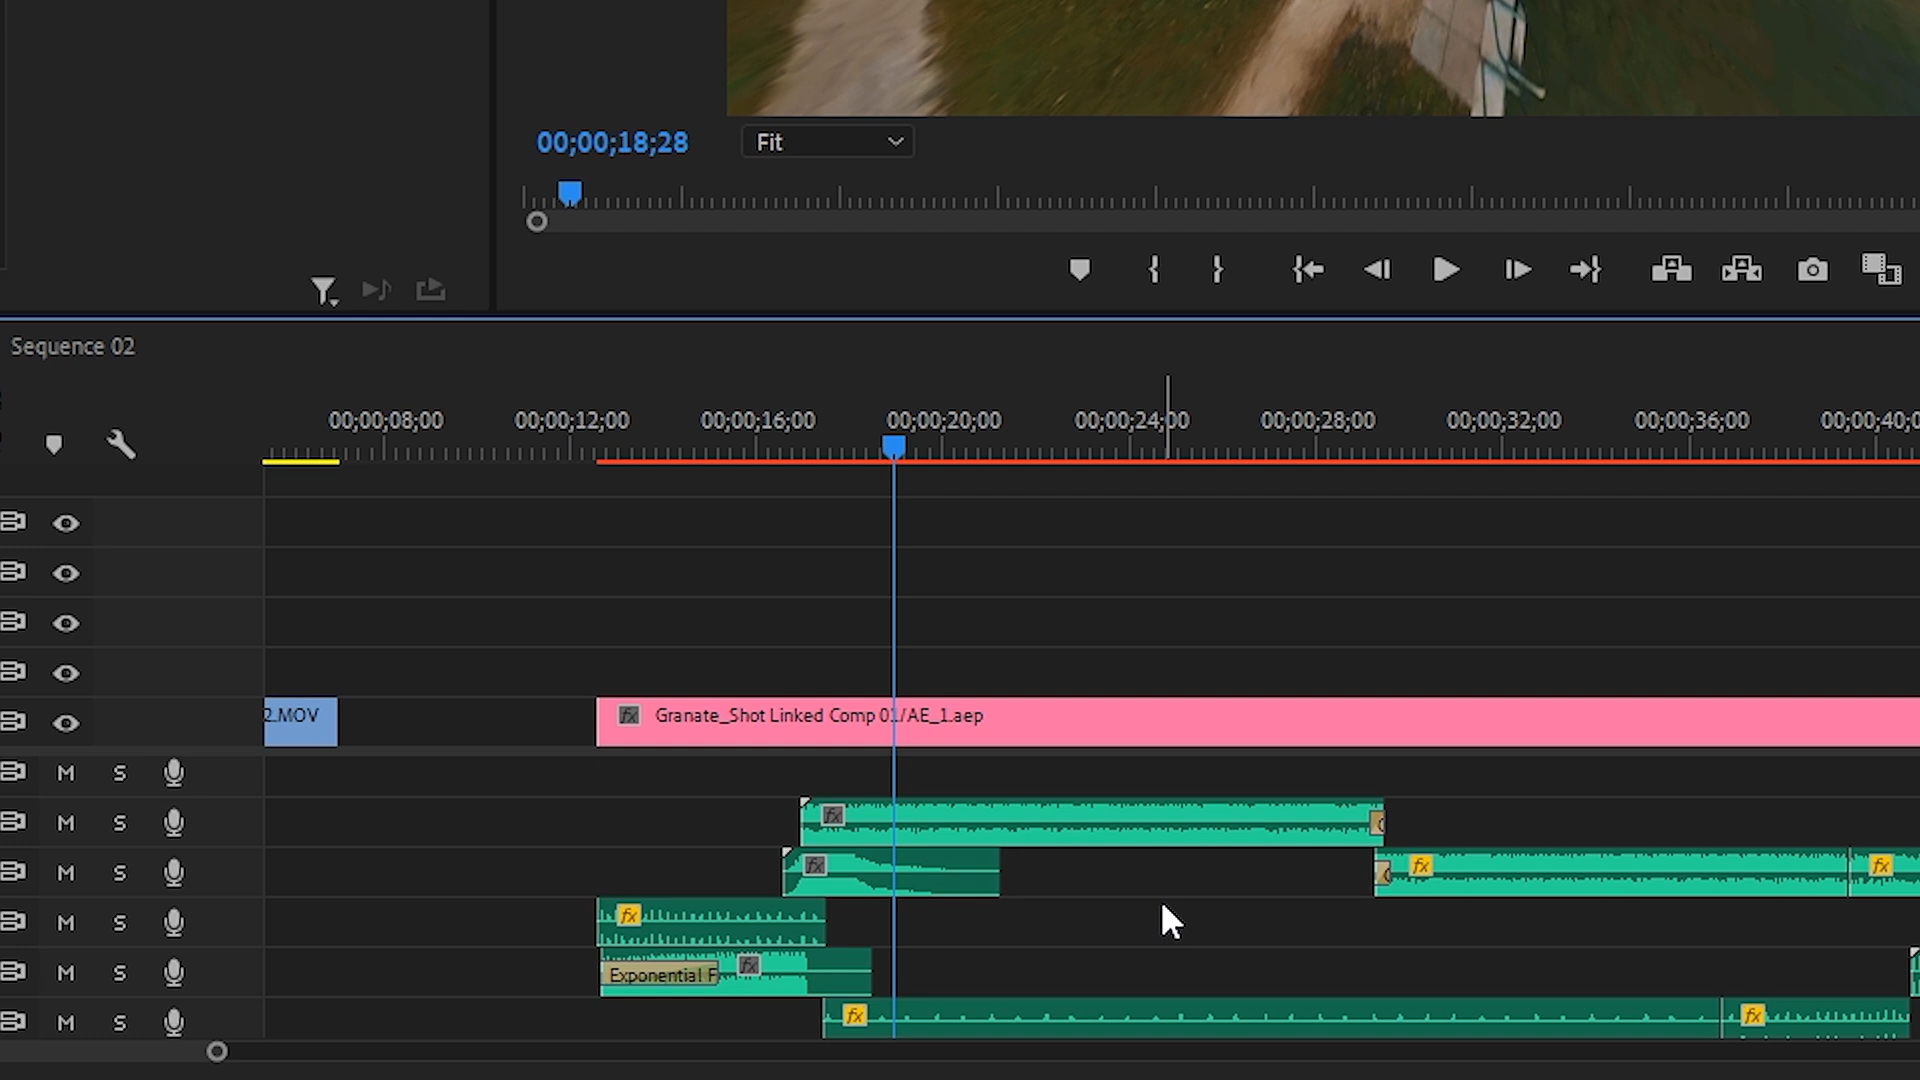 00;00;18;28
Fit
Sequence 02
00;00;08;00 00;00;12;00 00;00;16;00 00;00;20;00 00;00;24;00 00;00;28;00 00;00;32;00 00;00;36;00 00;00;40;0
2.MOV
fx Granate_Shot Linked Comp 01/AE_1.aep
M S
M S fx
M S fx fx fx
M S fx
M S Exponential F fx
M S fx fx